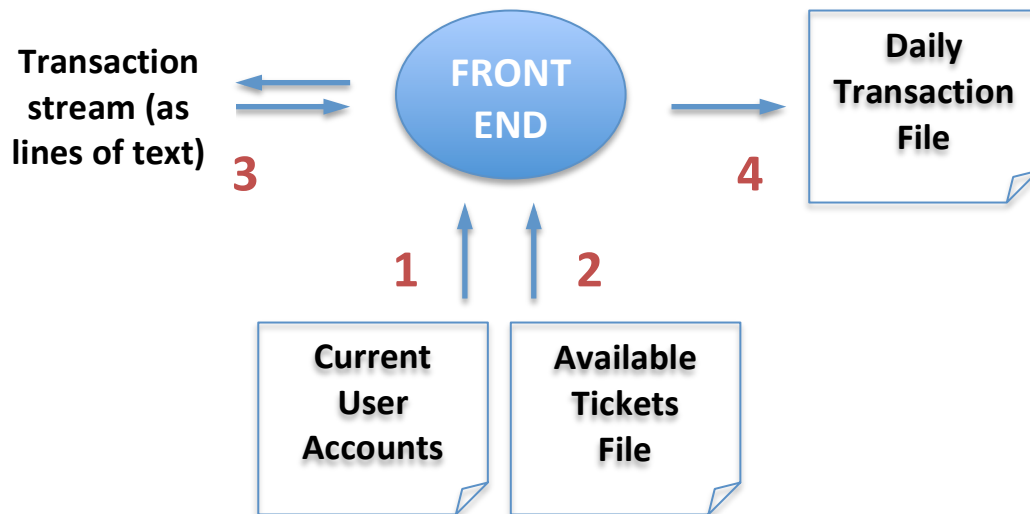 Transaction
stream (as
lines of text)
3
FRONT
END
4
Daily
Transaction
File
1
2
Current
User
Accounts
Available
Tickets
File